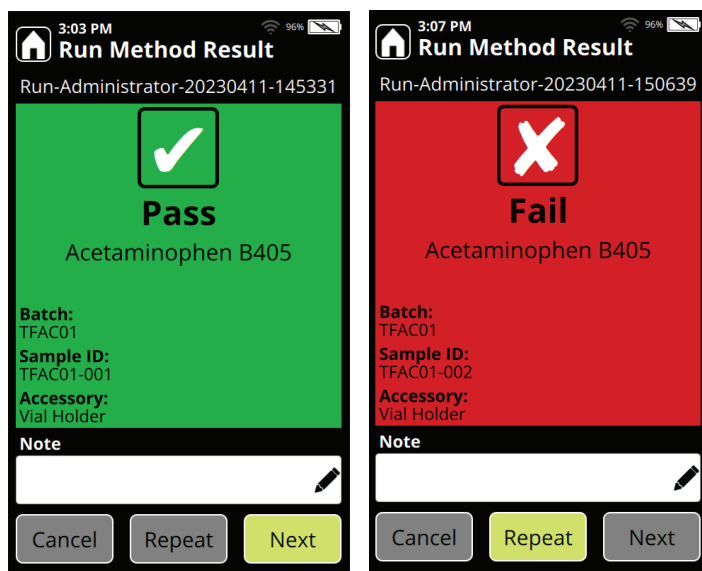 3:03 PM
96%
Run Method Result
Run-Administrator-20230411-145331
Pass
Acetaminophen B405
Batch:
TFAC01
Sample ID:
TFAC01-001
Accessory:
Vial Holder
Note
Cancel
Repeat
Next
3:07 PM
96%
Run Method Result
Run-Administrator-20230411-150639
Fail
Acetaminophen B405
Batch:
TFAC01
Sample ID:
TFAC01-002
Accessory:
Vial Holder
Note
Cancel
Repeat
Next